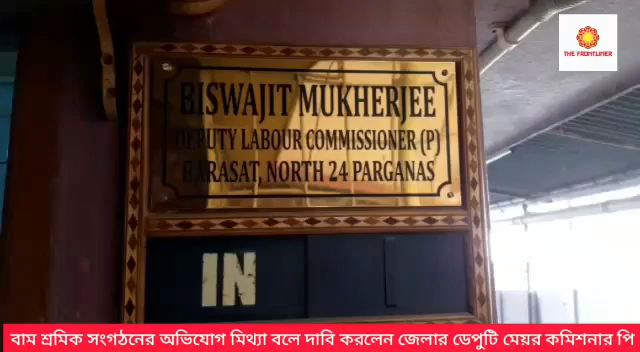 THE FRONTLINER
BISWAJIT MUKHERJEE
DEPUTY LABOUR COMMISSIONER (P)
BARASAT, NORTH 24 PARGANAS
IN
বাম শ্রমিক সংগঠনের অভিযোগ মিথ্যা বলে দাবি করলেন জেলার ডেপুটি মেয়র কমিশনার পি